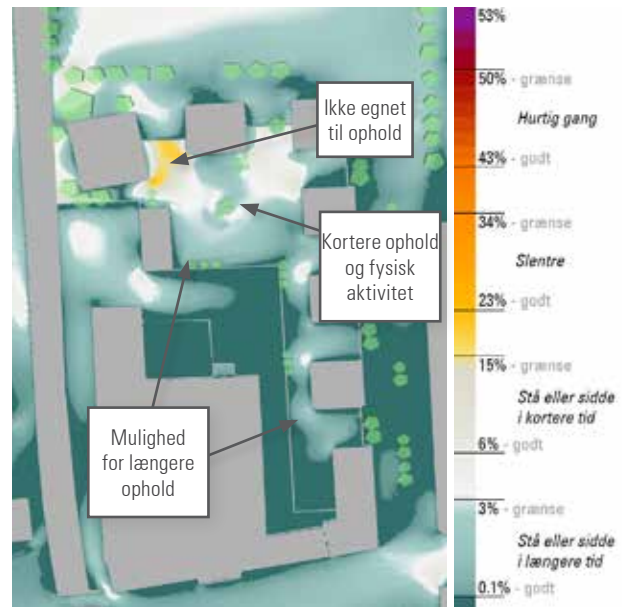 Ikke egnet
til ophold
Kortere ophold
og fysisk
aktivitet
Mulighed
for længere
ophold
53%
50% - grænse
Hurtig gang
43% - godt
34% - grænse
Slentre
23% - godt
15% - grænse
Stå eller sidde
i kortere tid
6% - godt
3% - grænse
Stå eller sidde
i længere tid
0.1% - godt